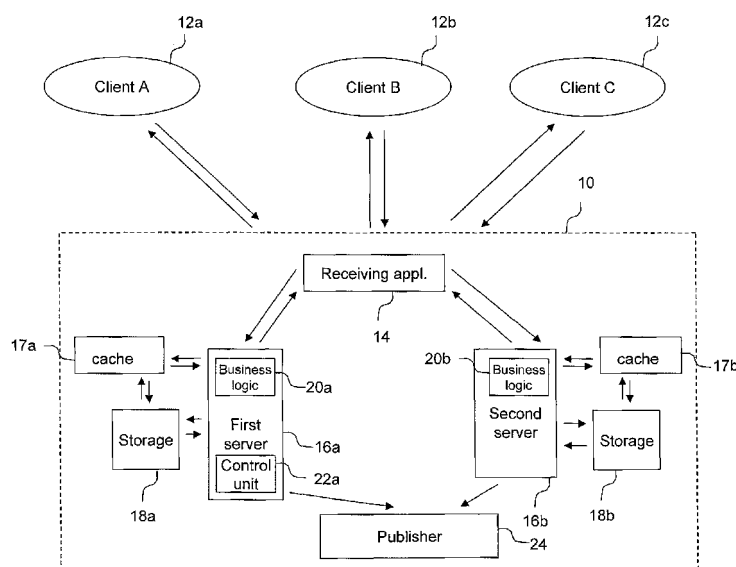 12a
12b
12c
Client A
Client B
Client C
10
Receiving appl.
14
17a
cache
20a
Business
logic
20b
Business
logic
cache
17b
Storage
First
server
16a
Second
server
Storage
Control
unit
22a
18a
16b
18b
Publisher
24